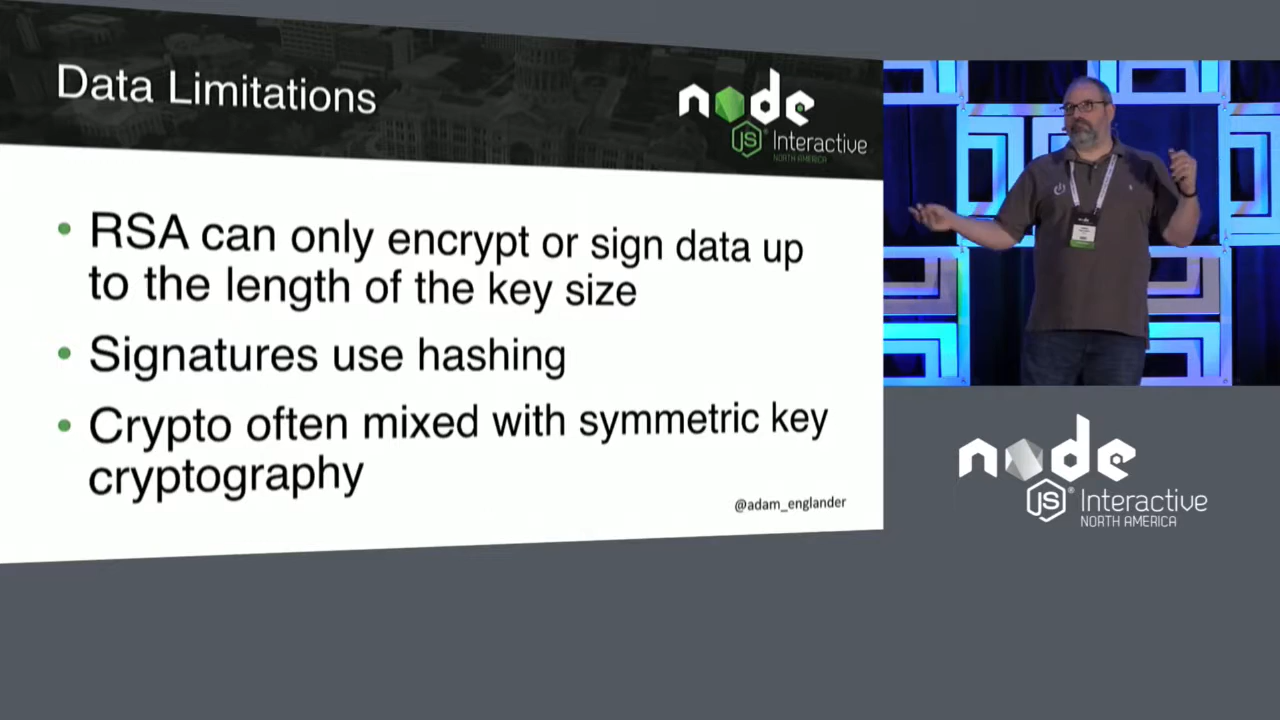 Data Limitations
node
JS Interactive
NORTH AMERICA
• RSA can only encrypt or sign data up
to the length of the key size
• Signatures use hashing
• Crypto often mixed with symmetric key
cryptography
@adam_englander
node
JS® Interactive
NORTH AMERICA